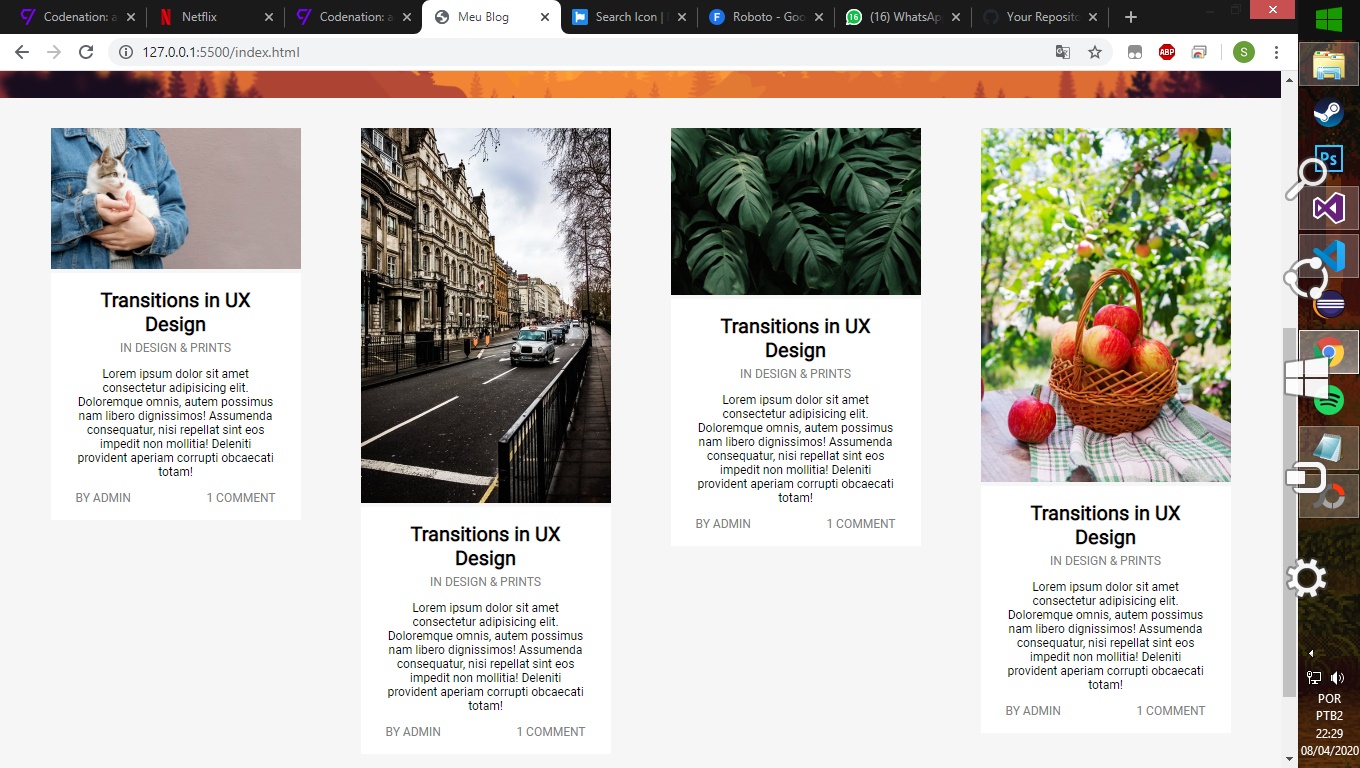 Codenation: a
Netflix
Codenation: a
Meu Blog
Search Icon |
Roboto - Goo
16
(16) WhatsAp
Your Reposito
127.0.0.1:5500/index.html
ABP
S
Ps
Transitions in UX
Design
IN DESIGN & PRINTS
Lorem ipsum dolor sit amet
consectetur adipisicing elit.
Doloremque omnis, autem possimus
nam libero dignissimos! Assumenda
consequatur, nisi repellat sint eos
impedit non mollitia! Deleniti
provident aperiam corrupti obcaecati
totam!
BY ADMIN 1 COMMENT
Transitions in UX
Design
IN DESIGN & PRINTS
Lorem ipsum dolor sit amet
consectetur adipisicing elit.
Doloremque omnis, autem possimus
nam libero dignissimos! Assumenda
consequatur, nisi repellat sint eos
impedit non mollitia! Deleniti
provident aperiam corrupti obcaecati
totam!
BY ADMIN 1 COMMENT
Transitions in UX
Design
IN DESIGN & PRINTS
Lorem ipsum dolor sit amet
consectetur adipisicing elit.
Doloremque omnis, autem possimus
nam libero dignissimos! Assumenda
consequatur, nisi repellat sint eos
impedit non mollitia! Deleniti
provident aperiam corrupti obcaecati
totam!
BY ADMIN 1 COMMENT
Transitions in UX
Design
IN DESIGN & PRINTS
Lorem ipsum dolor sit amet
consectetur adipisicing elit.
Doloremque omnis, autem possimus
nam libero dignissimos! Assumenda
consequatur, nisi repellat sint eos
impedit non mollitia! Deleniti
provident aperiam corrupti obcaecati
totam!
BY ADMIN 1 COMMENT
POR
PTB2
22:29
08/04/2020